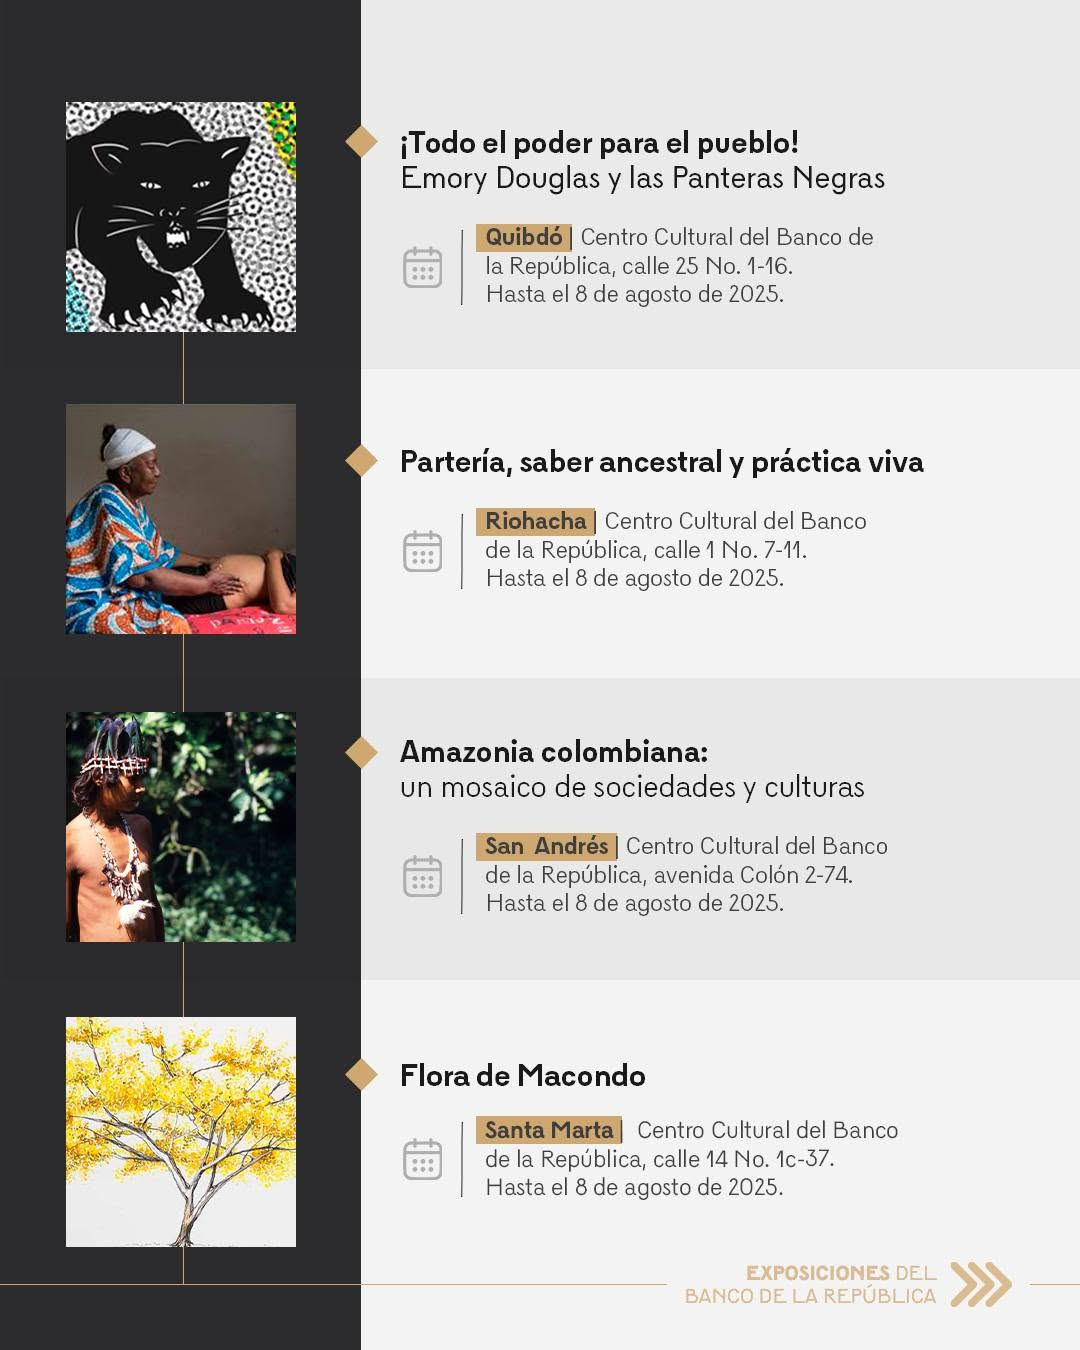 ¡Todo el poder para el pueblo!
Emory Douglas y las Panteras Negras
Quibdó | Centro Cultural del Banco de
la República, calle 25 No. 1-16.
Hasta el 8 de agosto de 2025.
Partería, saber ancestral y práctica viva
Riohacha | Centro Cultural del Banco
de la República, calle 1 No. 7-11.
Hasta el 8 de agosto de 2025.
Amazonia colombiana:
un mosaico de sociedades y culturas
San Andrés | Centro Cultural del Banco
de la República, avenida Colón 2-74.
Hasta el 8 de agosto de 2025.
Flora de Macondo
Santa Marta | Centro Cultural del Banco
de la República, calle 14 No. 1c-37.
Hasta el 8 de agosto de 2025.
EXPOSICIONES DEL
BANCO DE LA REPÚBLICA